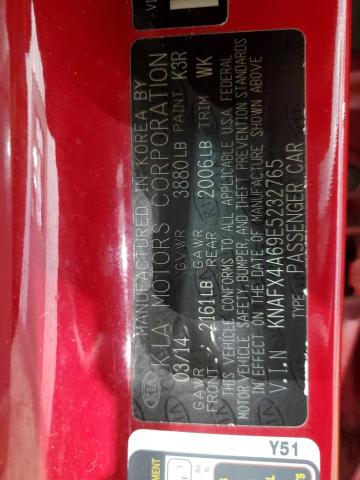 MANUFACTURED IN KOREA BY
KIA MOTORS CORPORATION
03/14 GVWR 3880LB PAINT K3R
GAWR FRONT 2161LB GAWR REAR 2006LB TRIM WK
THIS VEHICLE CONFORMS TO ALL APPLICABLE U.S.A FEDERAL
MOTOR VEHICLE SAFETY, BUMPER, AND THEFT PREVENTION STANDARDS
IN EFFECT ON THE DATE OF MANUFACTURE SHOWN ABOVE
V.I.N KNAFX4A69E5232765
TYPE : PASSENGER CAR
Y51